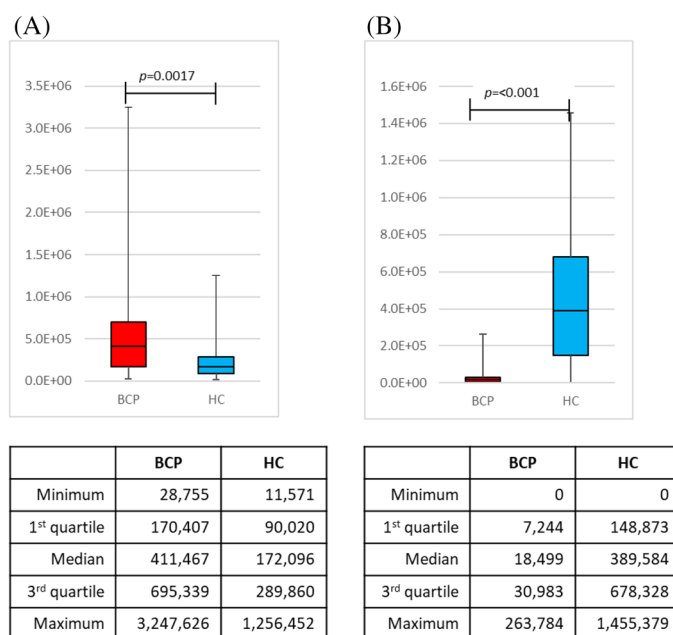 (A)
p=0.0017
3.5E+06
3.0E+06
2.5E+06
2.0E+06
1.5E+06
1.0E+06
5.0E+05
0.0E+00
BCP HC
BCP HC
Minimum 28,755 11,571
1st quartile 170,407 90,020
Median 411,467 172,096
3rd quartile 695,339 289,860
Maximum 3,247,626 1,256,452
(B)
p=<0.001
1.6E+06
1.4E+06
1.2E+06
1.0E+06
8.0E+05
6.0E+05
4.0E+05
2.0E+05
0.0E+00
BCP HC
BCP HC
Minimum 0 0
1st quartile 7,244 148,873
Median 18,499 389,584
3rd quartile 30,983 678,328
Maximum 263,784 1,455,379